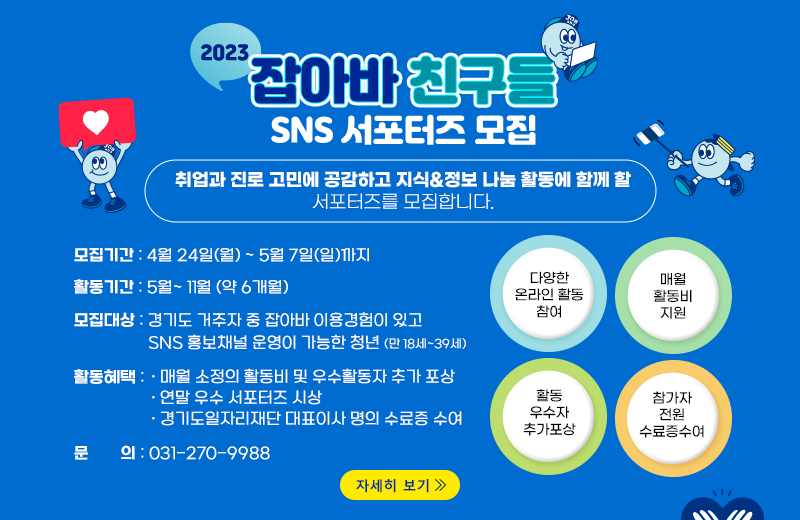 2023
잡아바 친구들
SNS 서포터즈 모집
취업과 진로 고민에 공감하고 지식&정보 나눔 활동에 함께 할
서포터즈를 모집합니다.
모집기간 : 4월 24일(월) ~ 5월 7일(일)까지
활동기간 : 5월~ 11월 (약 6개월)
모집대상 : 경기도 거주자 중 잡아바 이용경험이 있고
SNS 홍보채널 운영이 가능한 청년 (만 18세~39세)
활동혜택 : · 매월 소정의 활동비 및 우수활동자 추가 포상
· 연말 우수 서포터즈 시상
· 경기도일자리재단 대표이사 명의 수료증 수여
문 의 : 031-270-9988
다양한
온라인 활동
참여
매월
활동비
지원
활동
우수자
추가포상
참가자
전원
수료증수여
자세히 보기